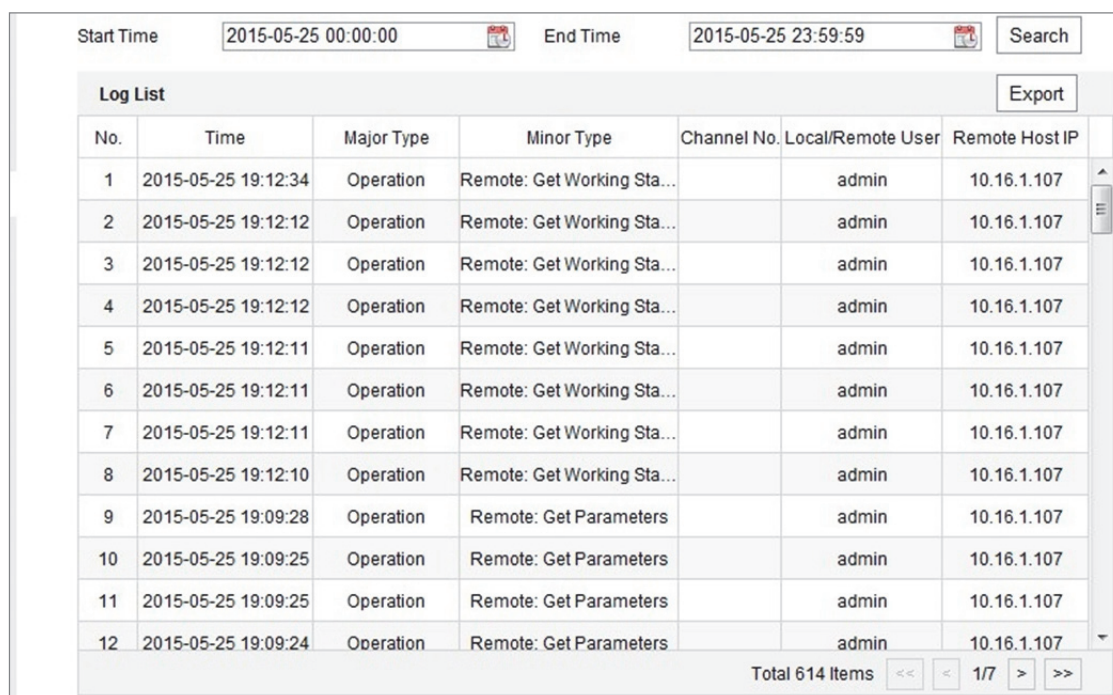 Start Time 2015-05-25 00:00:00 End Time 2015-05-25 23:59:59 Search
Log List Export
No. Time Major Type Minor Type Channel No. Local/Remote User Remote Host IP
1 2015-05-25 19:12:34 Operation Remote: Get Working Sta... admin 10.16.1.107
2 2015-05-25 19:12:12 Operation Remote: Get Working Sta... admin 10.16.1.107
3 2015-05-25 19:12:12 Operation Remote: Get Working Sta... admin 10.16.1.107
4 2015-05-25 19:12:12 Operation Remote: Get Working Sta... admin 10.16.1.107
5 2015-05-25 19:12:11 Operation Remote: Get Working Sta... admin 10.16.1.107
6 2015-05-25 19:12:11 Operation Remote: Get Working Sta... admin 10.16.1.107
7 2015-05-25 19:12:11 Operation Remote: Get Working Sta... admin 10.16.1.107
8 2015-05-25 19:12:10 Operation Remote: Get Working Sta... admin 10.16.1.107
9 2015-05-25 19:09:28 Operation Remote: Get Parameters admin 10.16.1.107
10 2015-05-25 19:09:25 Operation Remote: Get Parameters admin 10.16.1.107
11 2015-05-25 19:09:25 Operation Remote: Get Parameters admin 10.16.1.107
12 2015-05-25 19:09:24 Operation Remote: Get Parameters admin 10.16.1.107
Total 614 Items << < 1/7 > >>